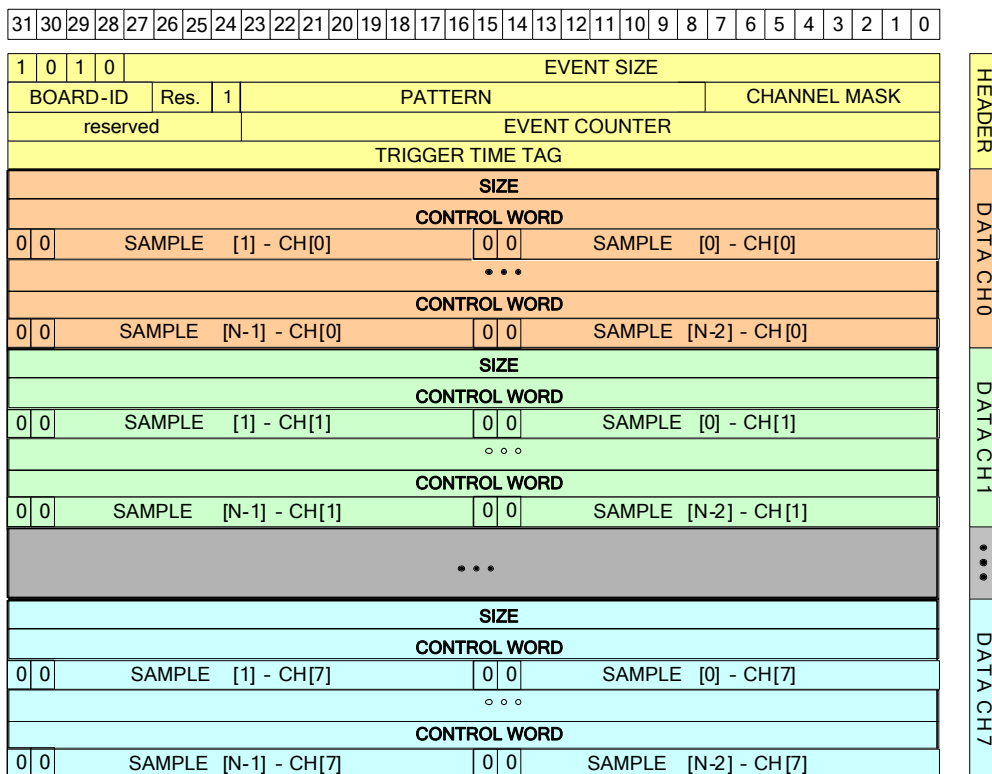 31 30 29 28 27 26 25 24 23 22 21 20 19 18 17 16 15 14 13 12 11 10 9 8 7 6 5 4 3 2 1 0
1 0 1 0 EVENT SIZE
BOARD-ID Res. 1 PATTERN CHANNEL MASK
reserved EVENT COUNTER
TRIGGER TIME TAG
HEADER
SIZE
CONTROL WORD
0 0 SAMPLE [1] - CH[0] 0 0 SAMPLE [0] - CH[0]
•••
CONTROL WORD
0 0 SAMPLE [N-1] - CH[0] 0 0 SAMPLE [N-2] - CH[0]
DATA CH0
SIZE
CONTROL WORD
0 0 SAMPLE [1] - CH[1] 0 0 SAMPLE [0] - CH[1]
○○○
CONTROL WORD
0 0 SAMPLE [N-1] - CH[1] 0 0 SAMPLE [N-2] - CH[1]
DATA CH1
•••
•••
SIZE
CONTROL WORD
0 0 SAMPLE [1] - CH[7] 0 0 SAMPLE [0] - CH[7]
○○○
CONTROL WORD
0 0 SAMPLE [N-1] - CH[7] 0 0 SAMPLE [N-2] - CH[7]
DATA CH7